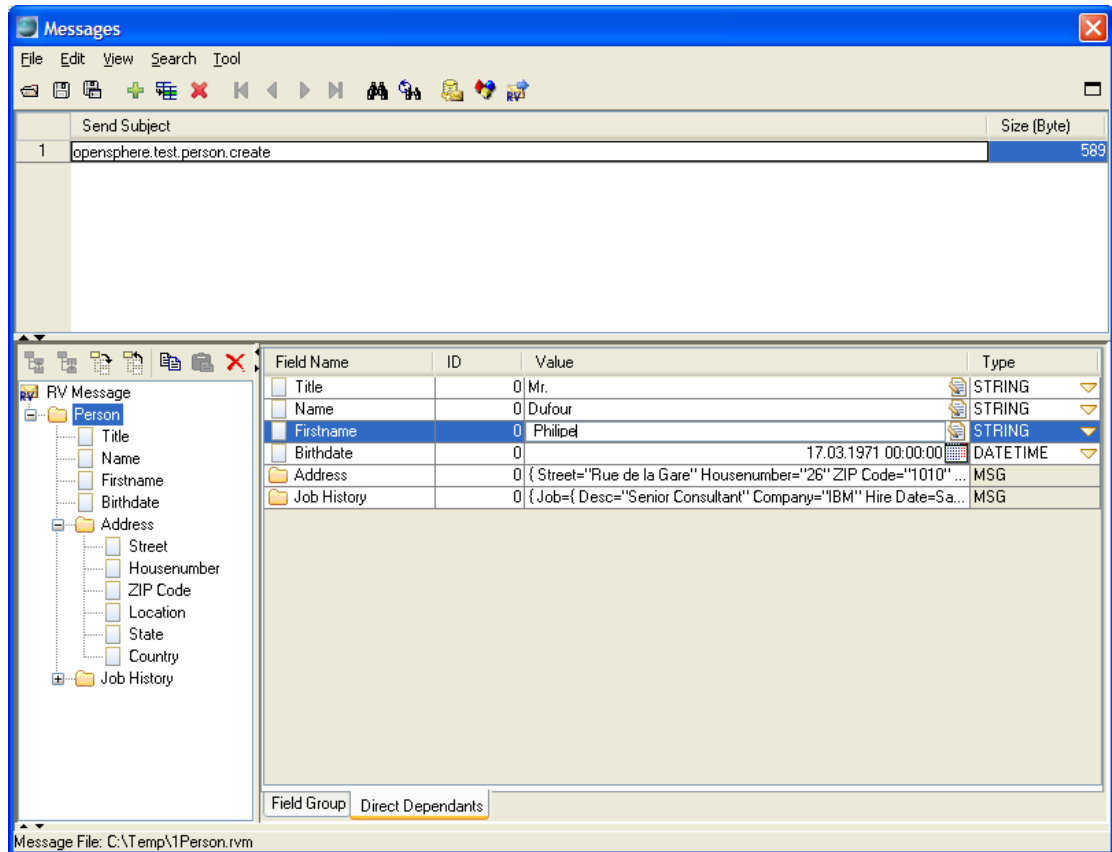 Messages
File Edit View Search Tool
RV
Send Subject Size (Byte)
1 opensphere.test.person.create 589
Field Name ID Value Type
RV RV Message
Person
Title
Name
Firstname
Birthdate
Address
Street
Housenumber
ZIP Code
Location
State
Country
Job History
Title 0 Mr. STRING
Name 0 Dufour STRING
Firstname 0 Philipe STRING
Birthdate 0 17.03.1971 00:00:00 DATETIME
Address 0 { Street="Rue de la Gare" Housenumber="26" ZIP Code="1010" ... MSG
Job History 0 {Job={ Desc="Senior Consultant" Company="IBM" Hire Date=Sa... MSG
Field Group Direct Dependants
Message File: C:\Temp\1Person.rvm